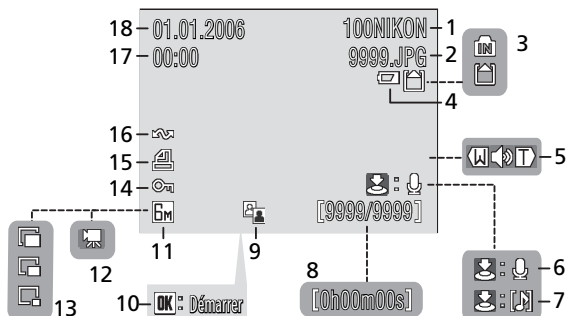 18 01.01.2006 100NIKON 1
17 00:00 9999.JPG 2
IN 3
4
16
W T 5
15
14 :
6M [9999/9999]
11 9
12 8 : 6
13 10 OK : Démarrer [0h00m00s] : 7